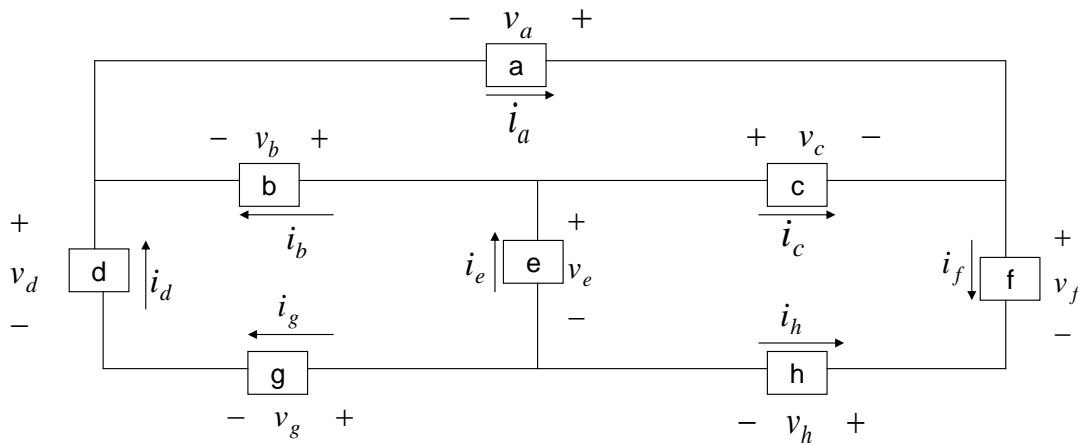 − v_a +
a
i_a
− v_b +
+ v_c −
b
c
i_b
i_c
+
v_d
−
d
i_d
i_e
e
+
v_e
−
i_f
f
+
v_f
−
i_g
i_h
g
h
− v_g +
− v_h +